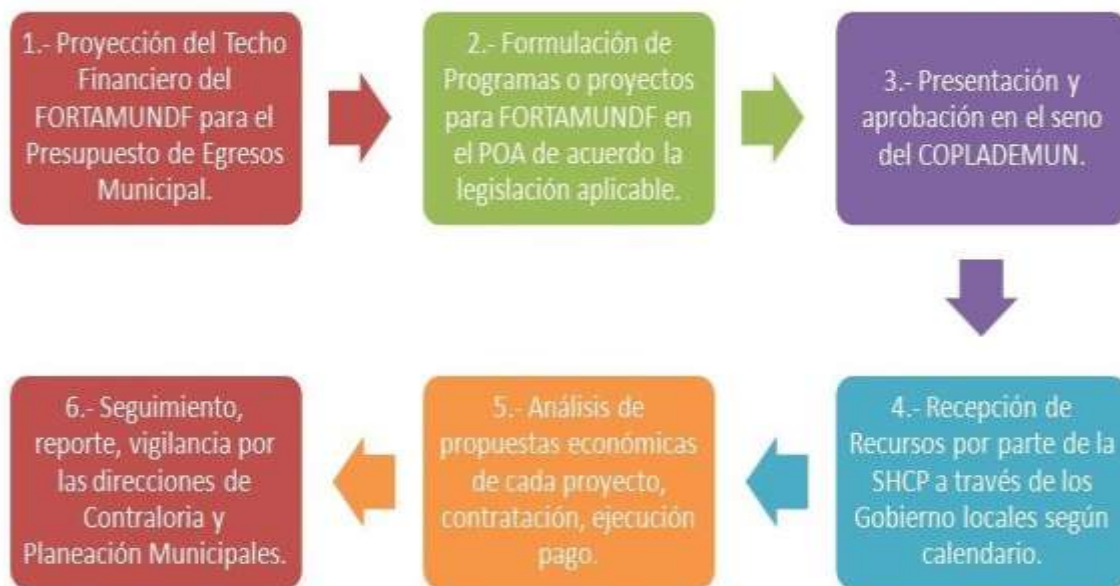 1.- Proyección del Techo
Financiero del
FORTAMUNDF para el
Presupuesto de Egresos
Municipal.
2.- Formulación de
Programas o proyectos
para FORTAMUNDF en
el POA de acuerdo la
legislación aplicable.
3.- Presentación y
aprobación en el seno
del COPLADEMUN.
4.- Recepción de
Recursos por parte de la
SHCP a través de los
Gobierno locales según
calendario.
5.- Análisis de
propuestas económicas
de cada proyecto,
contratación, ejecución
pago.
6.- Seguimiento,
reporte, vigilancia por
las direcciones de
Contraloria y
Planeación Municipales.